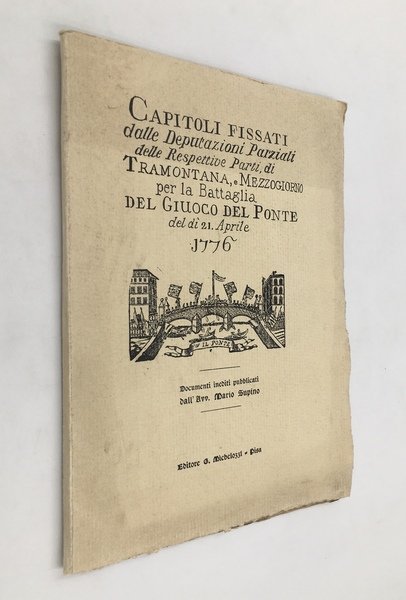 CAPITOLI FISSATI
dalle Deputazioni Parziati
delle Respettive Parti, di
TRAMONTANA, e MEZZOGIORNO
per la Battaglia
DEL GIUOCO DEL PONTE
del dì 21. Aprile
1776
IL PONTE
Documenti inediti pubblicati
dall'Avv. Mario Supino
Editore G. Michelozzi - Pisa